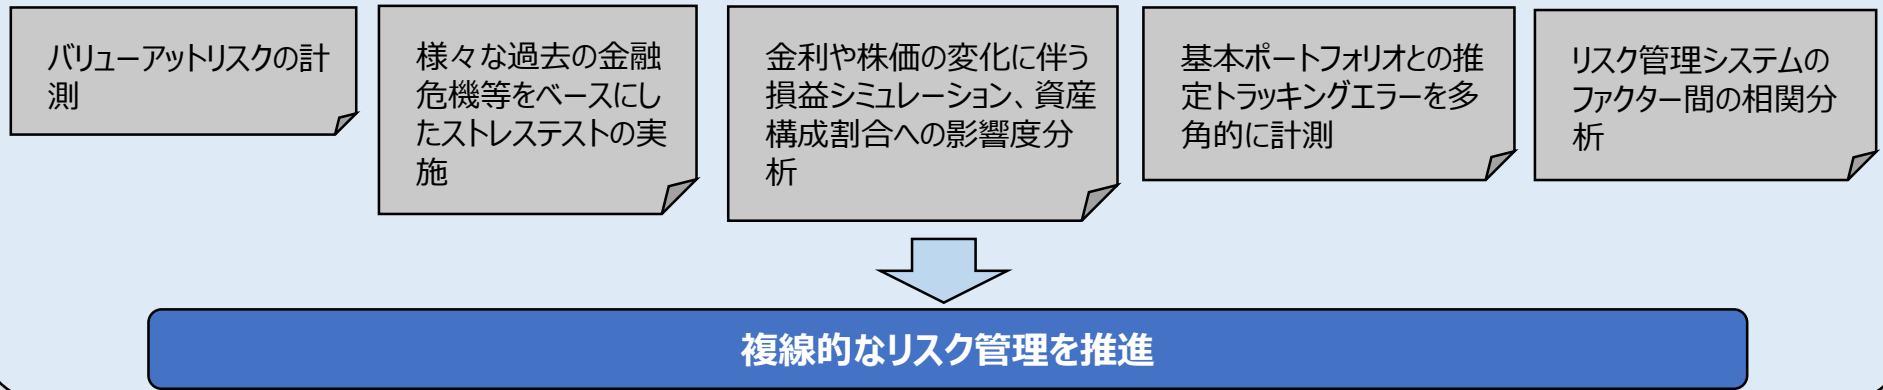 バリューアットリスクの計
測
様々な過去の金融
危機等をベースにし
たストレステストの実
施
金利や株価の変化に伴う
損益シミュレーション、資産
構成割合への影響度分
析
基本ポートフォリオとの推
定トラッキングエラーを多
角的に計測
リスク管理システムの
ファクター間の相関分
析
複線的なリスク管理を推進